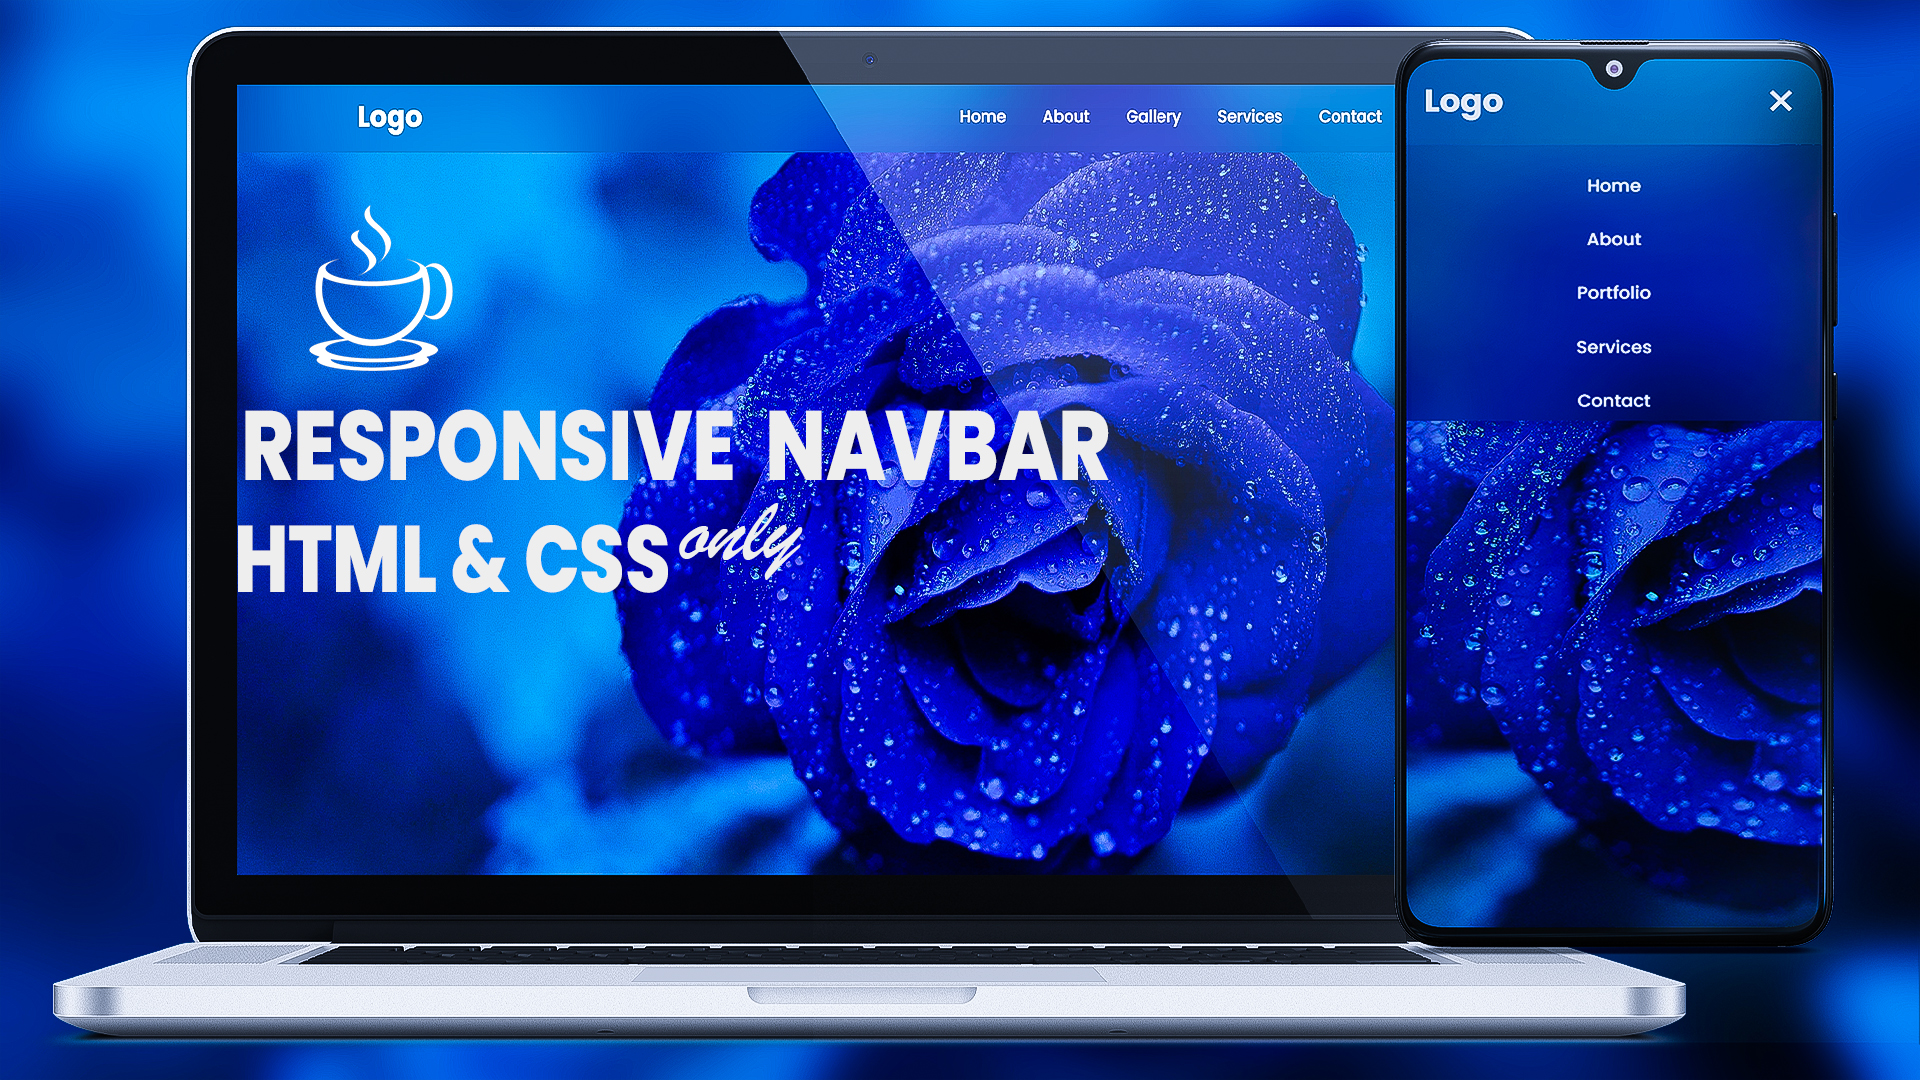 Logo
Home About Gallery Services Contact
RESPONSIVE NAVBAR
HTML & CSS only
Logo
Home
About
Portfolio
Services
Contact